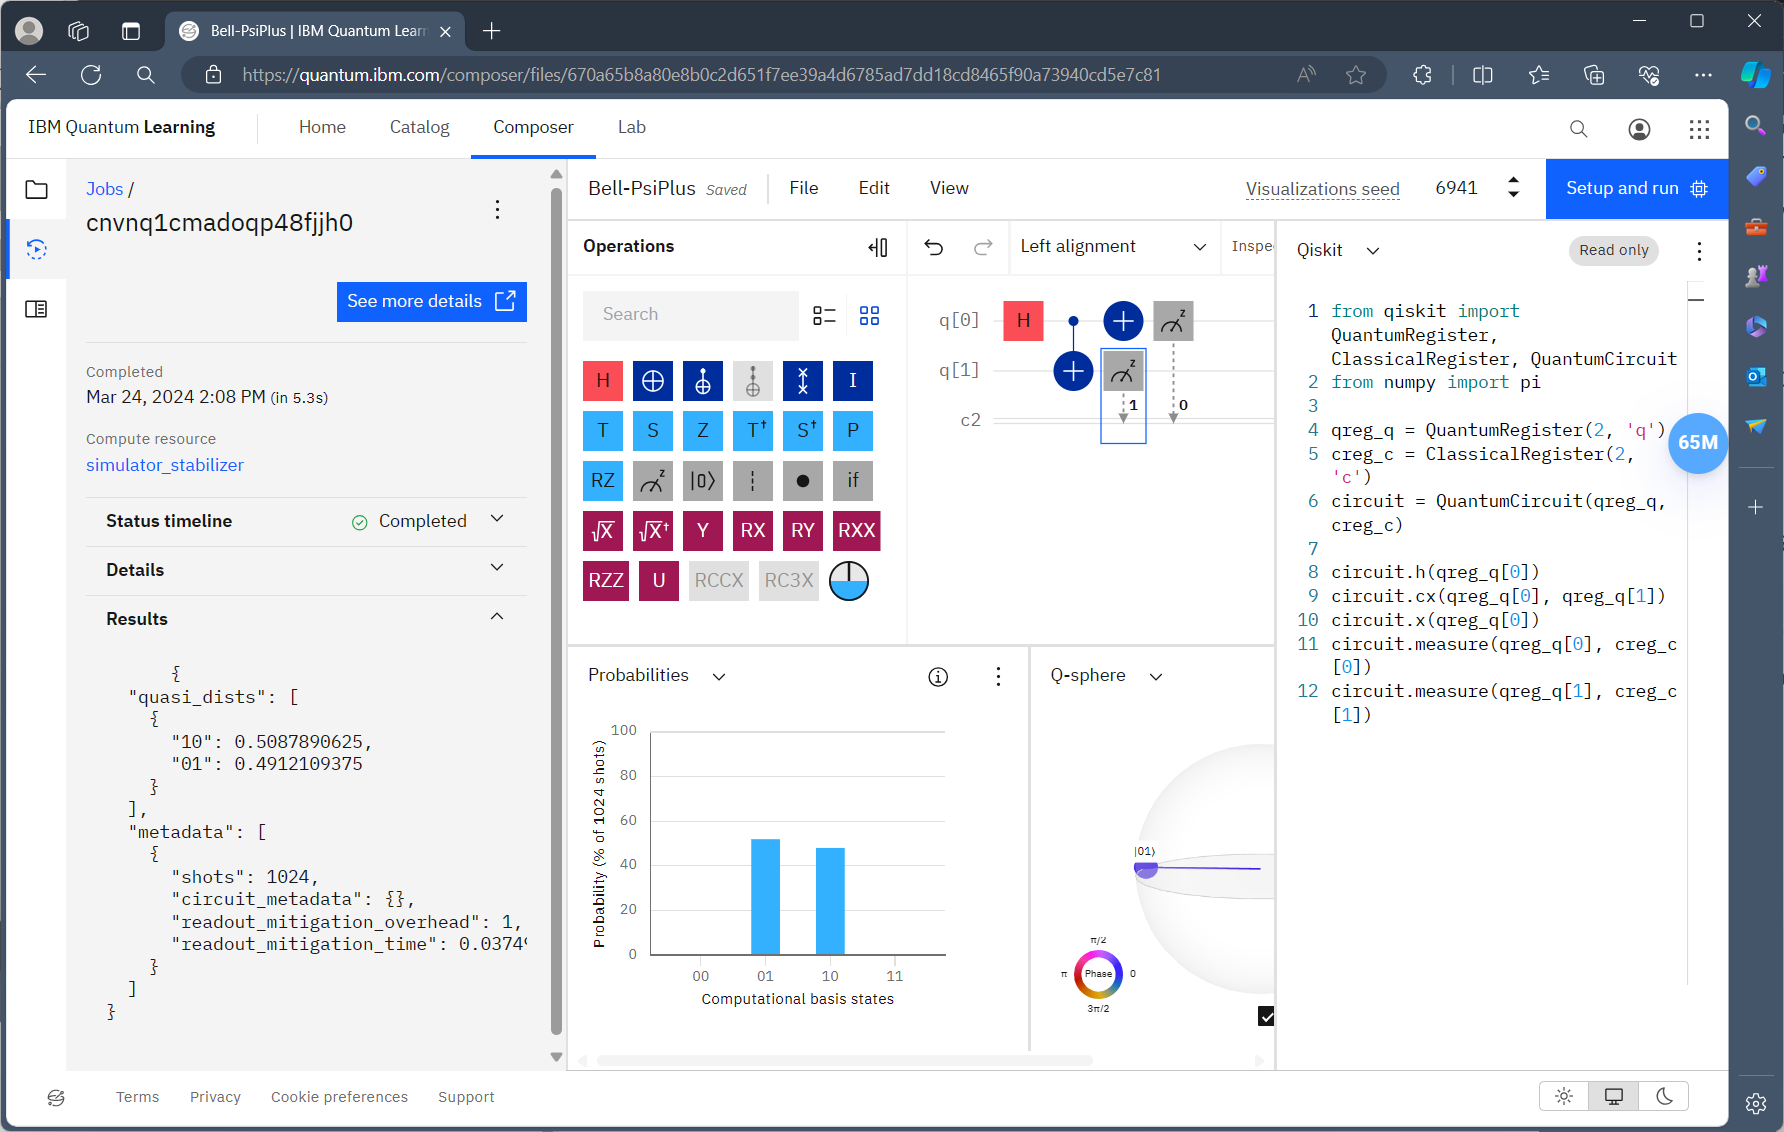 Bell-PsiPlus | IBM Quantum Lear
https://quantum.ibm.com/composer/files/670a65b8a80e8b0c2d651f7ee39a4d6785ad7dd18cd8465f90a73940cd5e7c81
IBM Quantum Learning
Home
Catalog
Composer
Lab
Jobs /
cnvnq1cmadoqp48fjjh0
See more details
Completed
Mar 24, 2024 2:08 PM (in 5.3s)
Compute resource
simulator_stabilizer
Status timeline
Completed
Details
Results
{
"quasi_dists": [
{
"10": 0.5087890625,
"01": 0.4912109375
}
],
"metadata": [
{
"shots": 1024,
"circuit_metadata": {},
"readout_mitigation_overhead": 1,
"readout_mitigation_time": 0.0374
}
]
}
Bell-PsiPlus Saved
File
Edit
View
Visualizations seed
6941
Setup and run
Operations
Search
H
I
T S Z T† S† P
RZ z |0⟩ if
√X √X† Y RX RY RXX
RZZ U RCCX RC3X
Left alignment
Inspe
q[0] H z
q[1] z
c2 1 0
Probabilities
Probability (% of 1024 shots)
100
80
60
40
20
0
00 01 10 11
Computational basis states
Q-sphere
|01⟩
π/2
π Phase 0
3π/2
Qiskit
Read only
1 from qiskit import
QuantumRegister,
ClassicalRegister, QuantumCircuit
2 from numpy import pi
3
4 qreg_q = QuantumRegister(2, 'q')
5 creg_c = ClassicalRegister(2,
'c')
6 circuit = QuantumCircuit(qreg_q,
creg_c)
7
8 circuit.h(qreg_q[0])
9 circuit.cx(qreg_q[0], qreg_q[1])
10 circuit.x(qreg_q[0])
11 circuit.measure(qreg_q[0], creg_c
[0])
12 circuit.measure(qreg_q[1], creg_c
[1])
65M
Terms
Privacy
Cookie preferences
Support